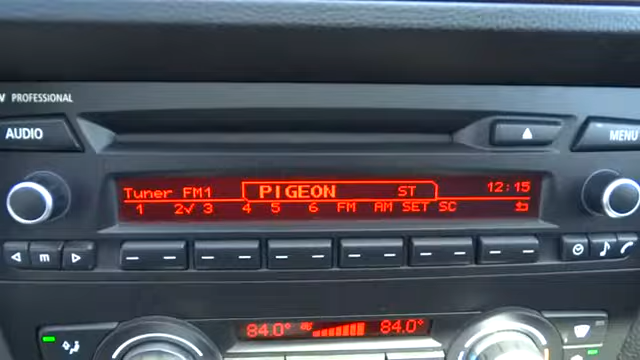 PROFESSIONAL
AUDIO
MENU
Tuner FM1 PIGEON ST 12:15
1 2✓ 3 4 5 6 FM AM SET SC
m
84.0° 84.0°